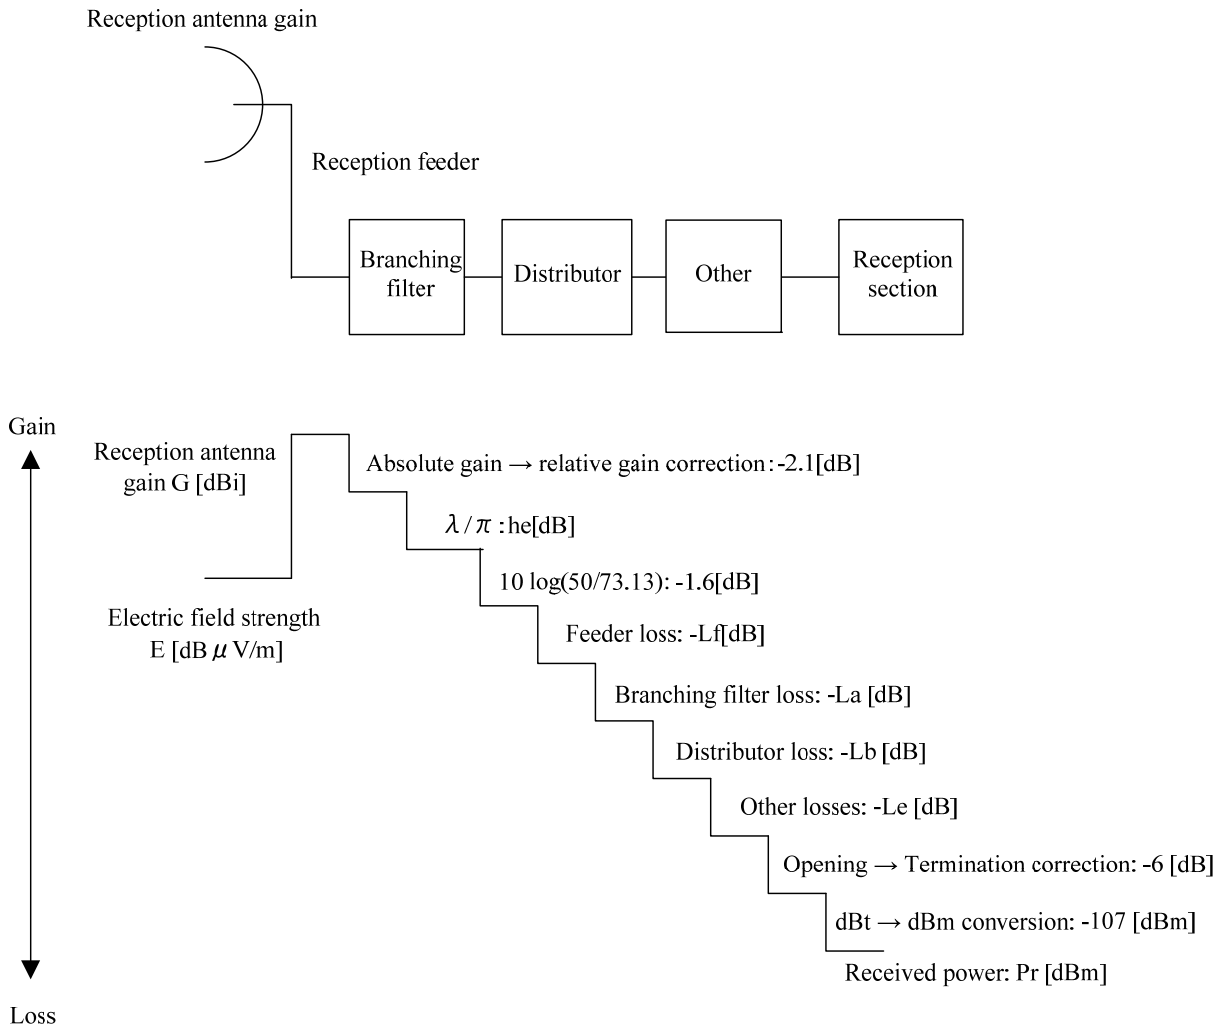 Reception antenna gain
Reception feeder
Branching
filter
Distributor
Other
Reception
section
Gain
Reception antenna
gain G [dBi]
Absolute gain → relative gain correction: -2.1[dB]
λ/π : he[dB]
10 log(50/73.13): -1.6[dB]
Electric field strength
E [dB μ V/m]
Feeder loss: -Lf[dB]
Branching filter loss: -La [dB]
Distributor loss: -Lb [dB]
Other losses: -Le [dB]
Opening → Termination correction: -6 [dB]
dBt → dBm conversion: -107 [dBm]
Received power: Pr [dBm]
Loss